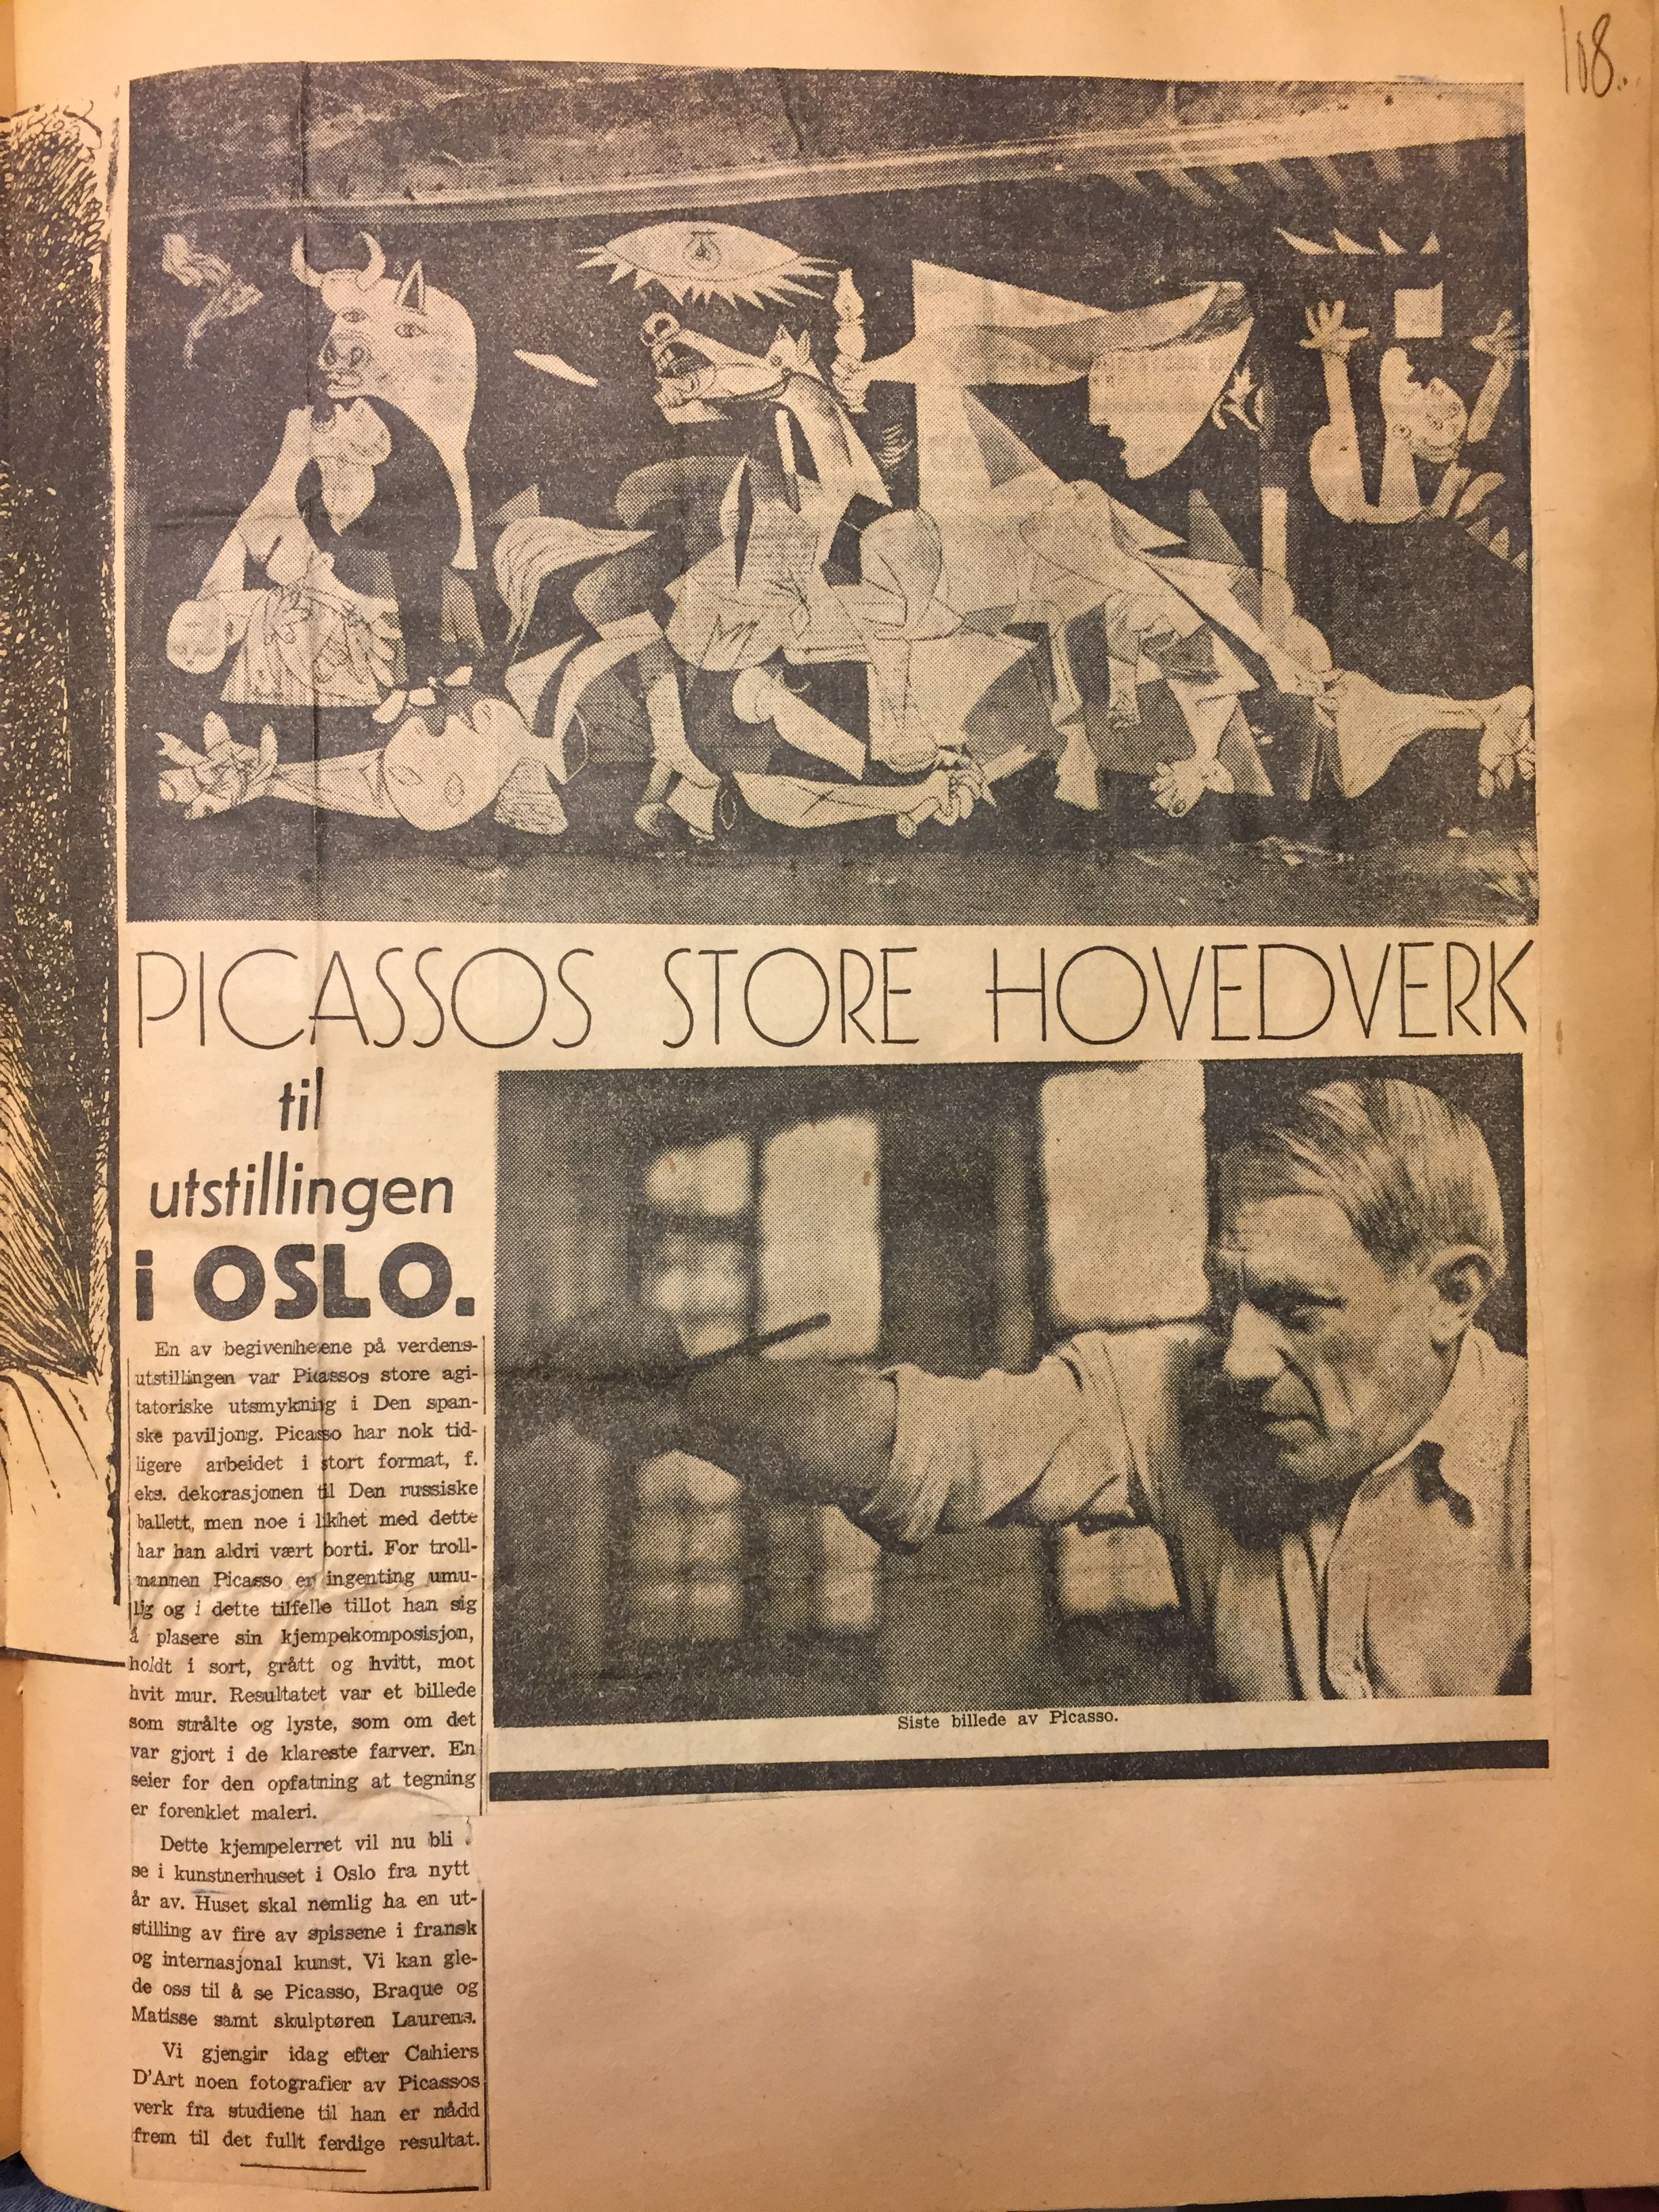 108.
PICASSOS STORE HOVEDVERK
til
utstillingen
i OSLO.
En av begivenheene på verdens-
utstillingen var Picassos store agi-
tatoriske utsmykning i Den span-
ske paviljong. Picasso har nok tid-
ligere arbeidet i stort format, f.
eks. dekorasjonen til Den russiske
ballett, men noe i likhet med dette
har han aldri vært borti. For troll-
mannen Picasso er ingenting umu-
lig og i dette tilfelle tillot han sig
å plasere sin kjempekomposisjon,
holdt i sort, grått og hvitt, mot
hvit mur. Resultatet var et billede
som strålte og lyste, som om det
var gjort i de klareste farver. En
seier for den opfatning at tegning
er forenklet maleri.
Dette kjempelerret vil nu bli
se i kunstnerhuset i Oslo fra nytt
år av. Huset skal nemlig ha en ut-
stilling av fire av spissene i fransk
og internasjonal kunst. Vi kan gle-
de oss til å se Picasso, Braque og
Matisse samt skulptøren Laurens.
Vi gjengir idag efter Cahiers
D'Art noen fotografier av Picassos
verk fra studiene til han er nådd
frem til det fullt ferdige resultat.
Siste billede av Picasso.